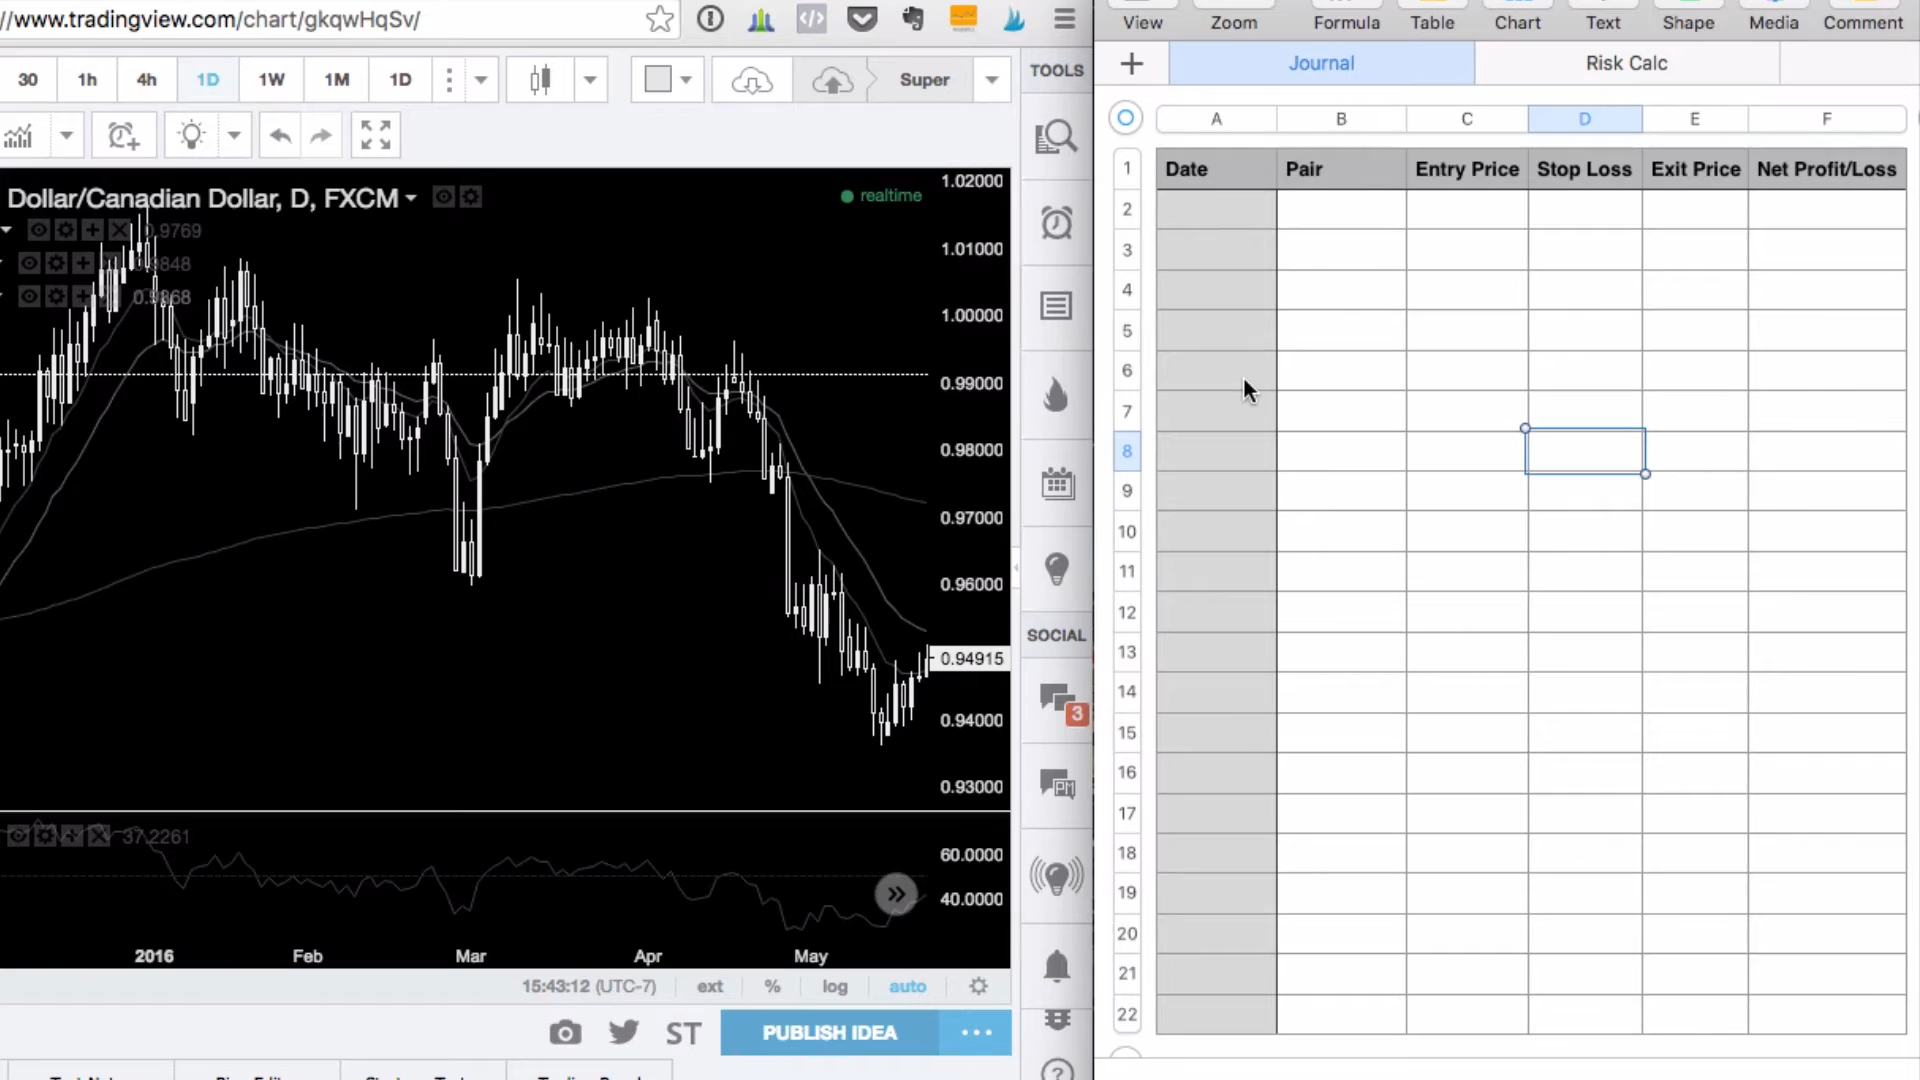 //www.tradingview.com/chart/gkqwHqSv/
30 1h 4h 1D 1W 1M 1D Super
TOOLS
Dollar/Canadian Dollar, D, FXCM
realtime
0.9769
0.9868
1.02000
1.01000
1.00000
0.99000
0.98000
0.97000
0.96000
0.94915
0.94000
0.93000
SOCIAL
3
PM
37.2261
60.0000
40.0000
2016 Feb Mar Apr May
15:43:12 (UTC-7) ext % log auto
ST PUBLISH IDEA
View Zoom Formula Table Chart Text Shape Media Comment
Journal Risk Calc
A B C D E F
1 Date Pair Entry Price Stop Loss Exit Price Net Profit/Loss
2
3
4
5
6
7
8
9
10
11
12
13
14
15
16
17
18
19
20
21
22